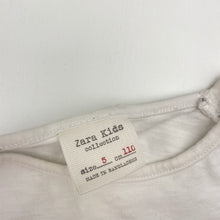 Zara Kids
collection
size 5 cm 110
MADE IN BANGLADESH